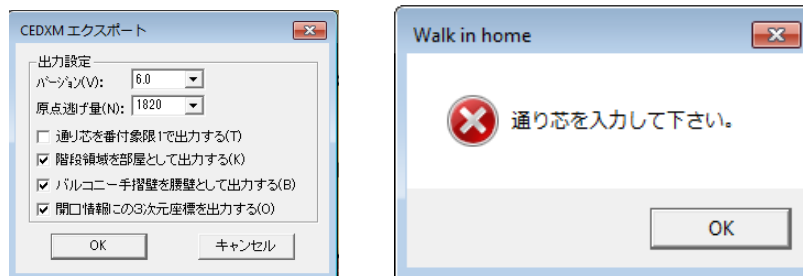 CEDXM エクスポート
出力設定
バージョン(V):
6.0
原点逃げ量(N):
1820
通り芯を番付象限1で出力する(T)
階段領域を部屋として出力する(K)
バルコニー手摺壁を腰壁として出力する(B)
開口情報にの3次元座標を出力する(O)
OK
キャンセル
Walk in home
通り芯を入力して下さい。
OK